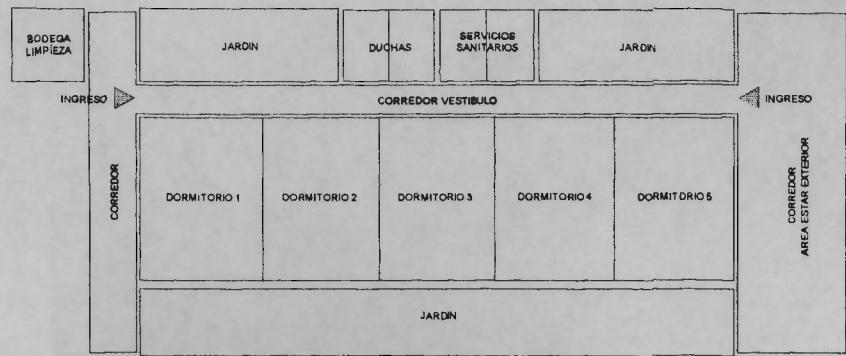 BODEGA
LIMPIEZA
JARDIN
DUCHAS
SERVICIOS
SANITARIOS
JARDIN
INGRESO
CORREDOR VESTIBULO
INGRESO
CORREDOR
DORMITORIO 1
DORMITORIO 2
DORMITORIO 3
DORMITORIO 4
DORMITORIO 5
CORREDOR
AREA ESTAR EXTERIOR
JARDIN